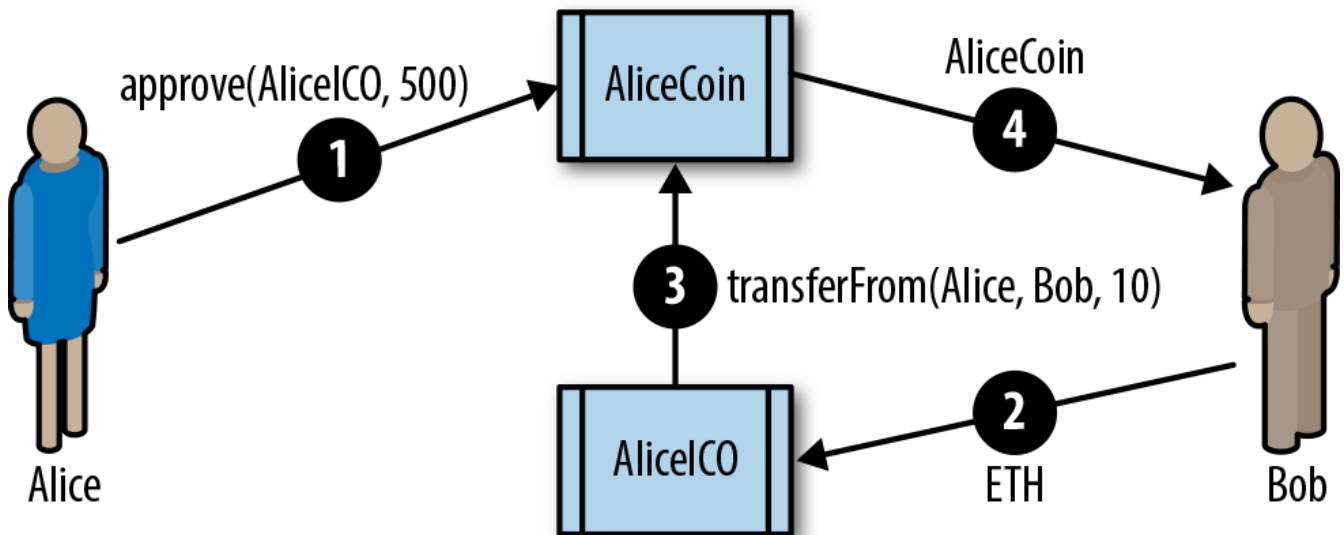 approve(AliceICO, 500)
AliceCoin
AliceCoin
1
4
3
transferFrom(Alice, Bob, 10)
AliceICO
2
ETH
Alice
Bob